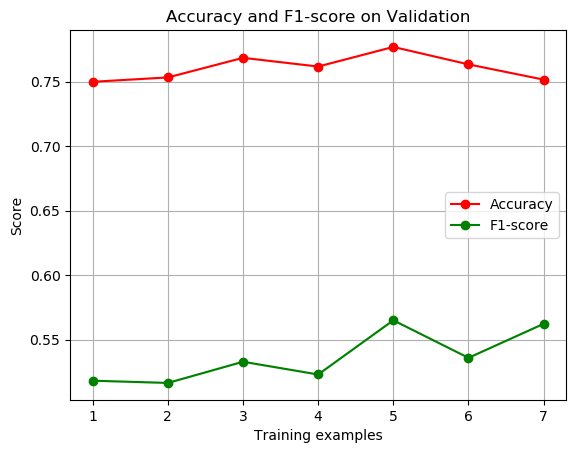 Accuracy and F1-score on Validation
0.75
0.70
0.65
0.60
0.55
Score
Accuracy
F1-score
1 2 3 4 5 6 7
Training examples